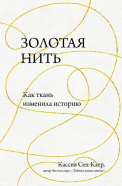 ЗОЛОТАЯ
НИТЬ
Как ткань
изменила историю
Кассия Сен-Клер,
автор бестселлера «Тайная жизнь цвета»